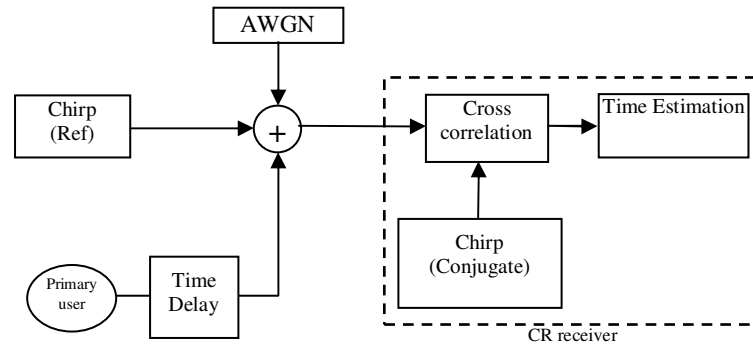 AWGN
Chirp
(Ref)
+
Cross
correlation
Time Estimation
Chirp
(Conjugate)
Primary
user
Time
Delay
CR receiver